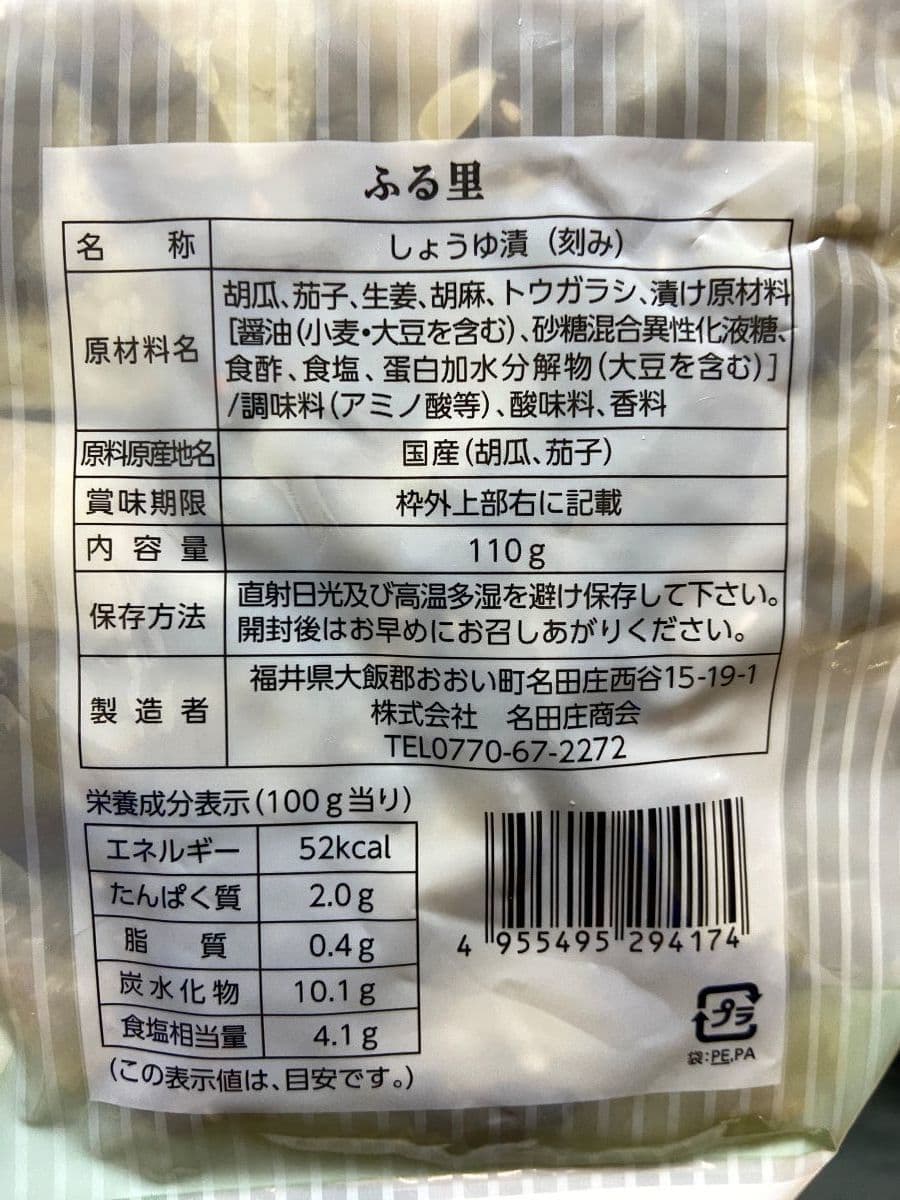 ふる里
名称 しょうゆ漬（刻み）
原材料名
胡瓜、茄子、生姜、胡麻、トウガラシ、漬け原材料
［醤油（小麦・大豆を含む）、砂糖混合異性化液糖、
食酢、食塩、蛋白加水分解物（大豆を含む）］
/調味料（アミノ酸等）、酸味料、香料
原料原産地名 国産（胡瓜、茄子）
賞味期限 枠外上部右に記載
内容量 110g
保存方法
直射日光及び高温多湿を避け保存して下さい。
開封後はお早めにお召しあがりください。
製造者
福井県大飯郡おおい町名田庄西谷15-19-1
株式会社 名田庄商会
TEL0770-67-2272
栄養成分表示（100g当り）
エネルギー 52kcal
たんぱく質 2.0g
脂質 0.4g
炭水化物 10.1g
食塩相当量 4.1g
（この表示値は、目安です。）
4 955495 294174
プラ
袋：PE,PA